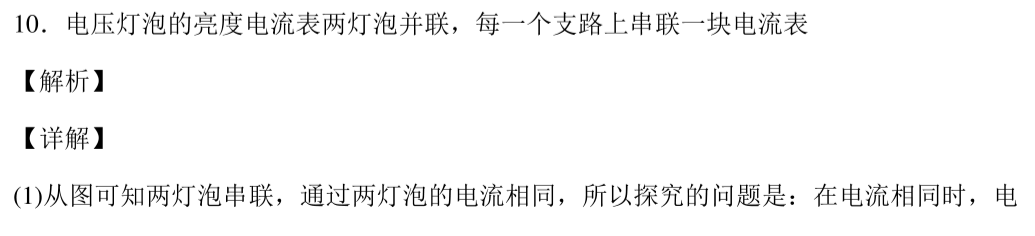 10．电压灯泡的亮度电流表两灯泡并联，每一个支路上串联一块电流表
【解析】
【详解】
(1)从图可知两灯泡串联，通过两灯泡的电流相同，所以探究的问题是：在电流相同时，电